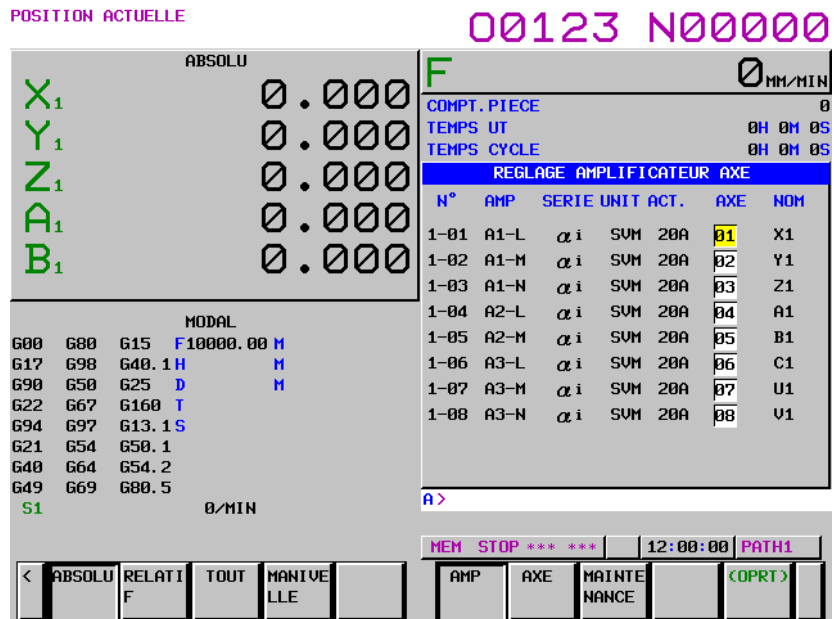 POSITION ACTUELLE
O0123 N00000
ABSOLU
X1 0.000
Y1 0.000
Z1 0.000
A1 0.000
B1 0.000
MODAL
G00 G80 G15 F10000.00 M
G17 G98 G40.1 H M
G90 G50 G25 D M
G22 G67 G160 T
G94 G97 G13.1 S
G21 G54 G50.1
G40 G64 G54.2
G49 G69 G80.5
S1 0/MIN
F 0 MM/MIN
COMPT.PIECE 0
TEMPS UT 0H 0M 0S
TEMPS CYCLE 0H 0M 0S
REGLAGE AMPLIFICATEUR AXE
N° AMP SERIE UNIT ACT. AXE NOM
1-01 A1-L αi SVM 20A 01 X1
1-02 A1-M αi SVM 20A 02 Y1
1-03 A1-N αi SVM 20A 03 Z1
1-04 A2-L αi SVM 20A 04 A1
1-05 A2-M αi SVM 20A 05 B1
1-06 A3-L αi SVM 20A 06 C1
1-07 A3-M αi SVM 20A 07 U1
1-08 A3-N αi SVM 20A 08 V1
A>
MEM STOP *** *** 12:00:00 PATH1
< ABSOLU RELATI TOUT MANIVE AMP AXE MAINTE (OPRT)
F LLE NANCE